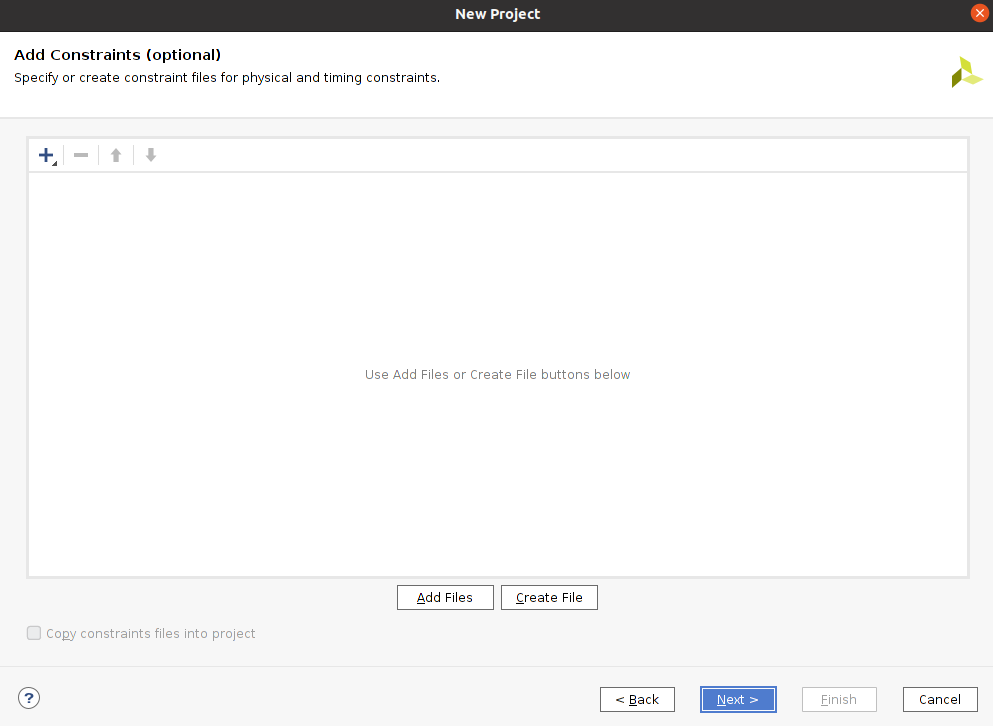 New Project
Add Constraints (optional)
Specify or create constraint files for physical and timing constraints.
Use Add Files or Create File buttons below
Add Files
Create File
Copy constraints files into project
?
< Back
Next >
Finish
Cancel